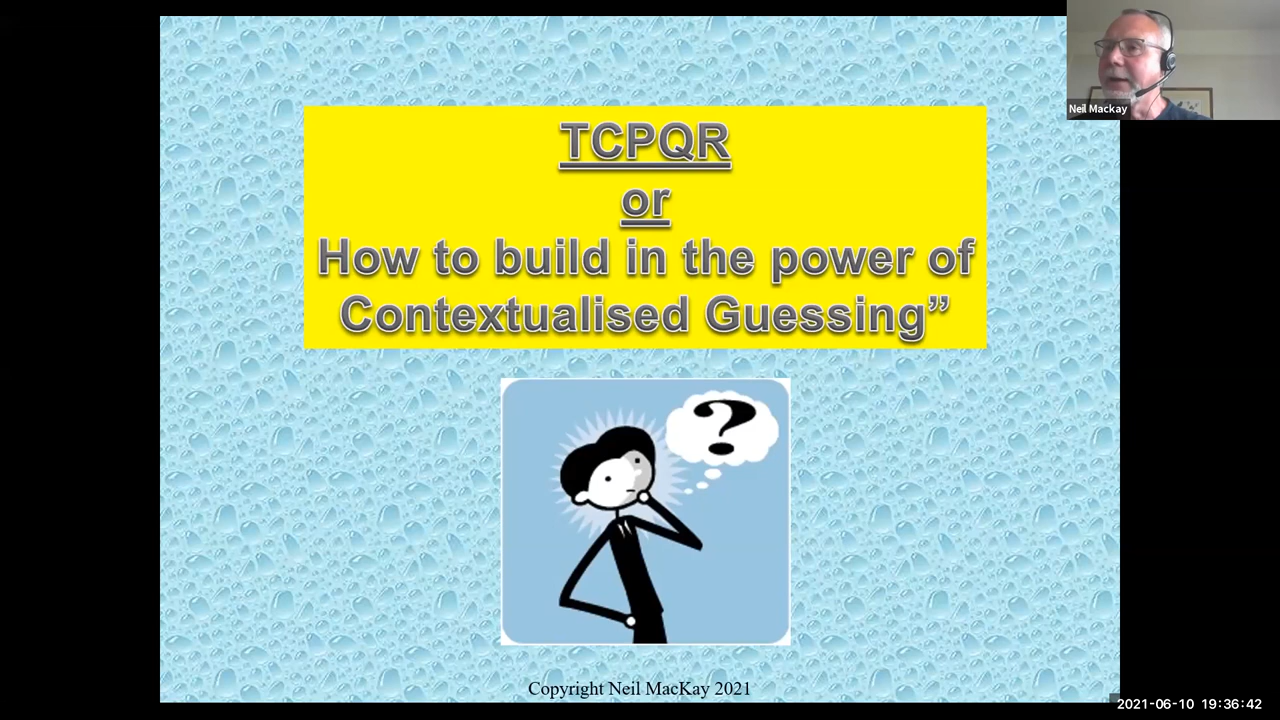 TCPQR
or
How to build in the power of
Contextualised Guessing”
?
Neil Mackay
Copyright Neil MacKay 2021
2021-06-10 19:36:42